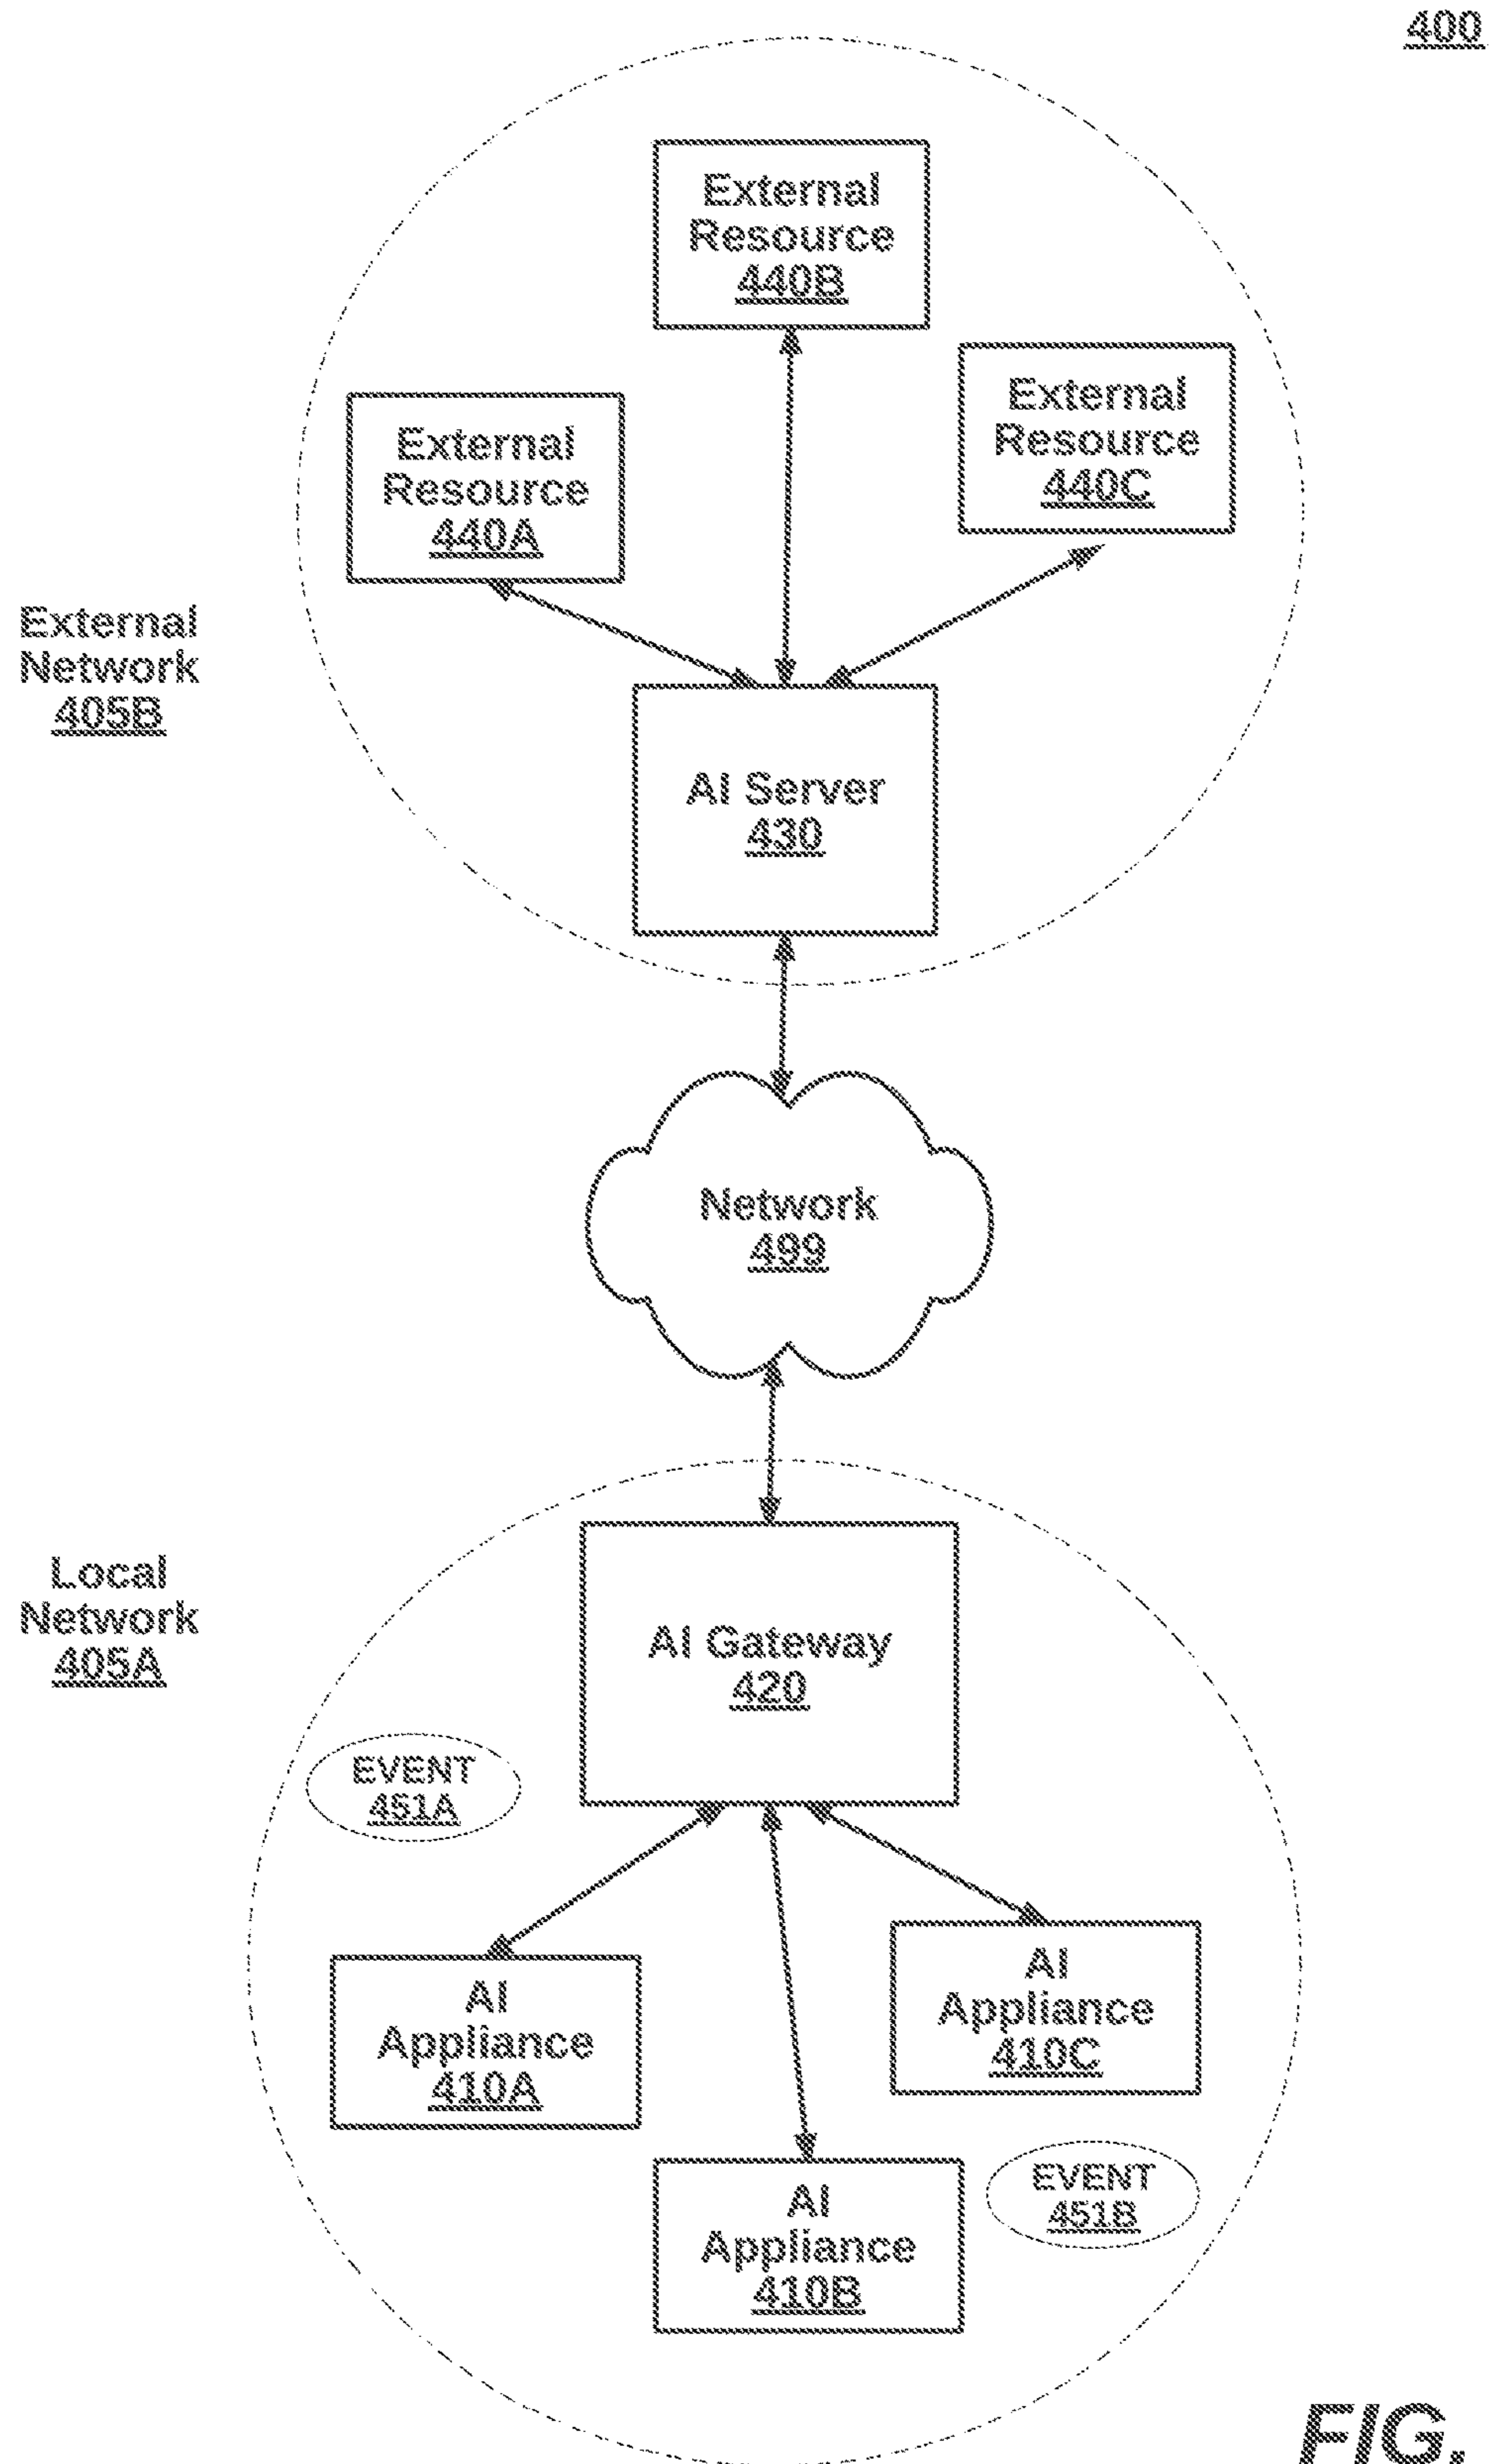 400
External
Resource
440B
External
Resource
440C
External
Resource
440A
External
Network
405B
AI Server
430
Network
499
Local
Network
405A
AI Gateway
420
EVENT
451A
AI
Appliance
410A
AI
Appliance
410C
AI
Appliance
410B
EVENT
451B
FIG.